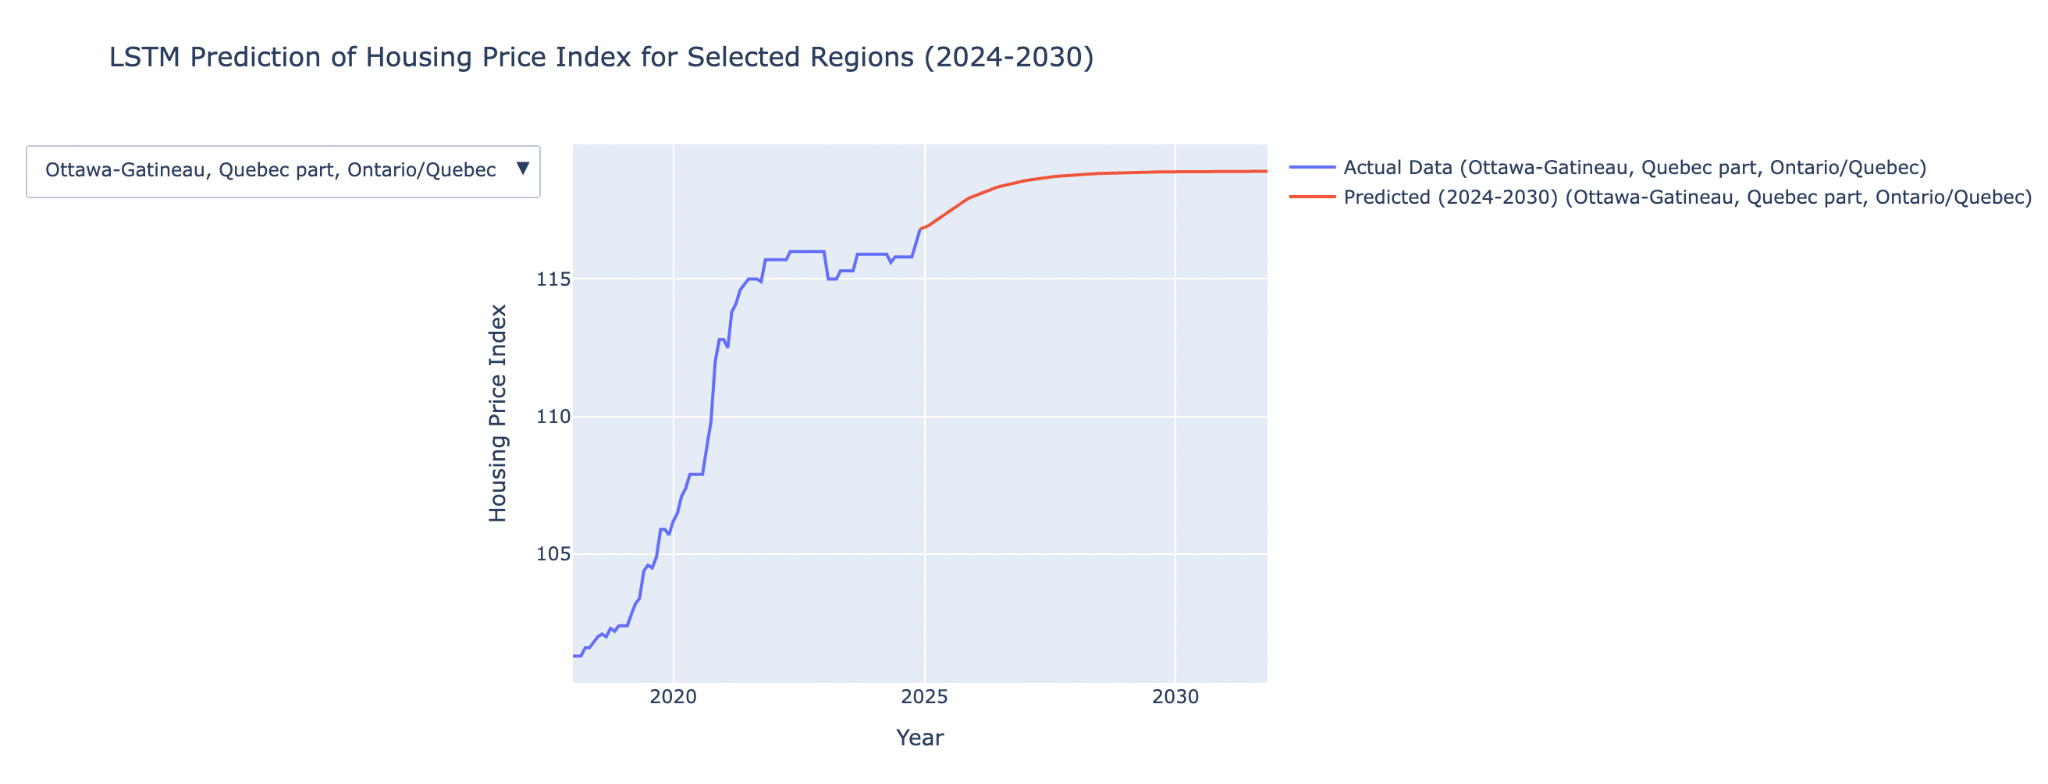 LSTM Prediction of Housing Price Index for Selected Regions (2024-2030)
Ottawa-Gatineau, Quebec part, Ontario/Quebec ▼
Actual Data (Ottawa-Gatineau, Quebec part, Ontario/Quebec)
Predicted (2024-2030) (Ottawa-Gatineau, Quebec part, Ontario/Quebec)
Housing Price Index
115
110
105
2020 2025 2030
Year